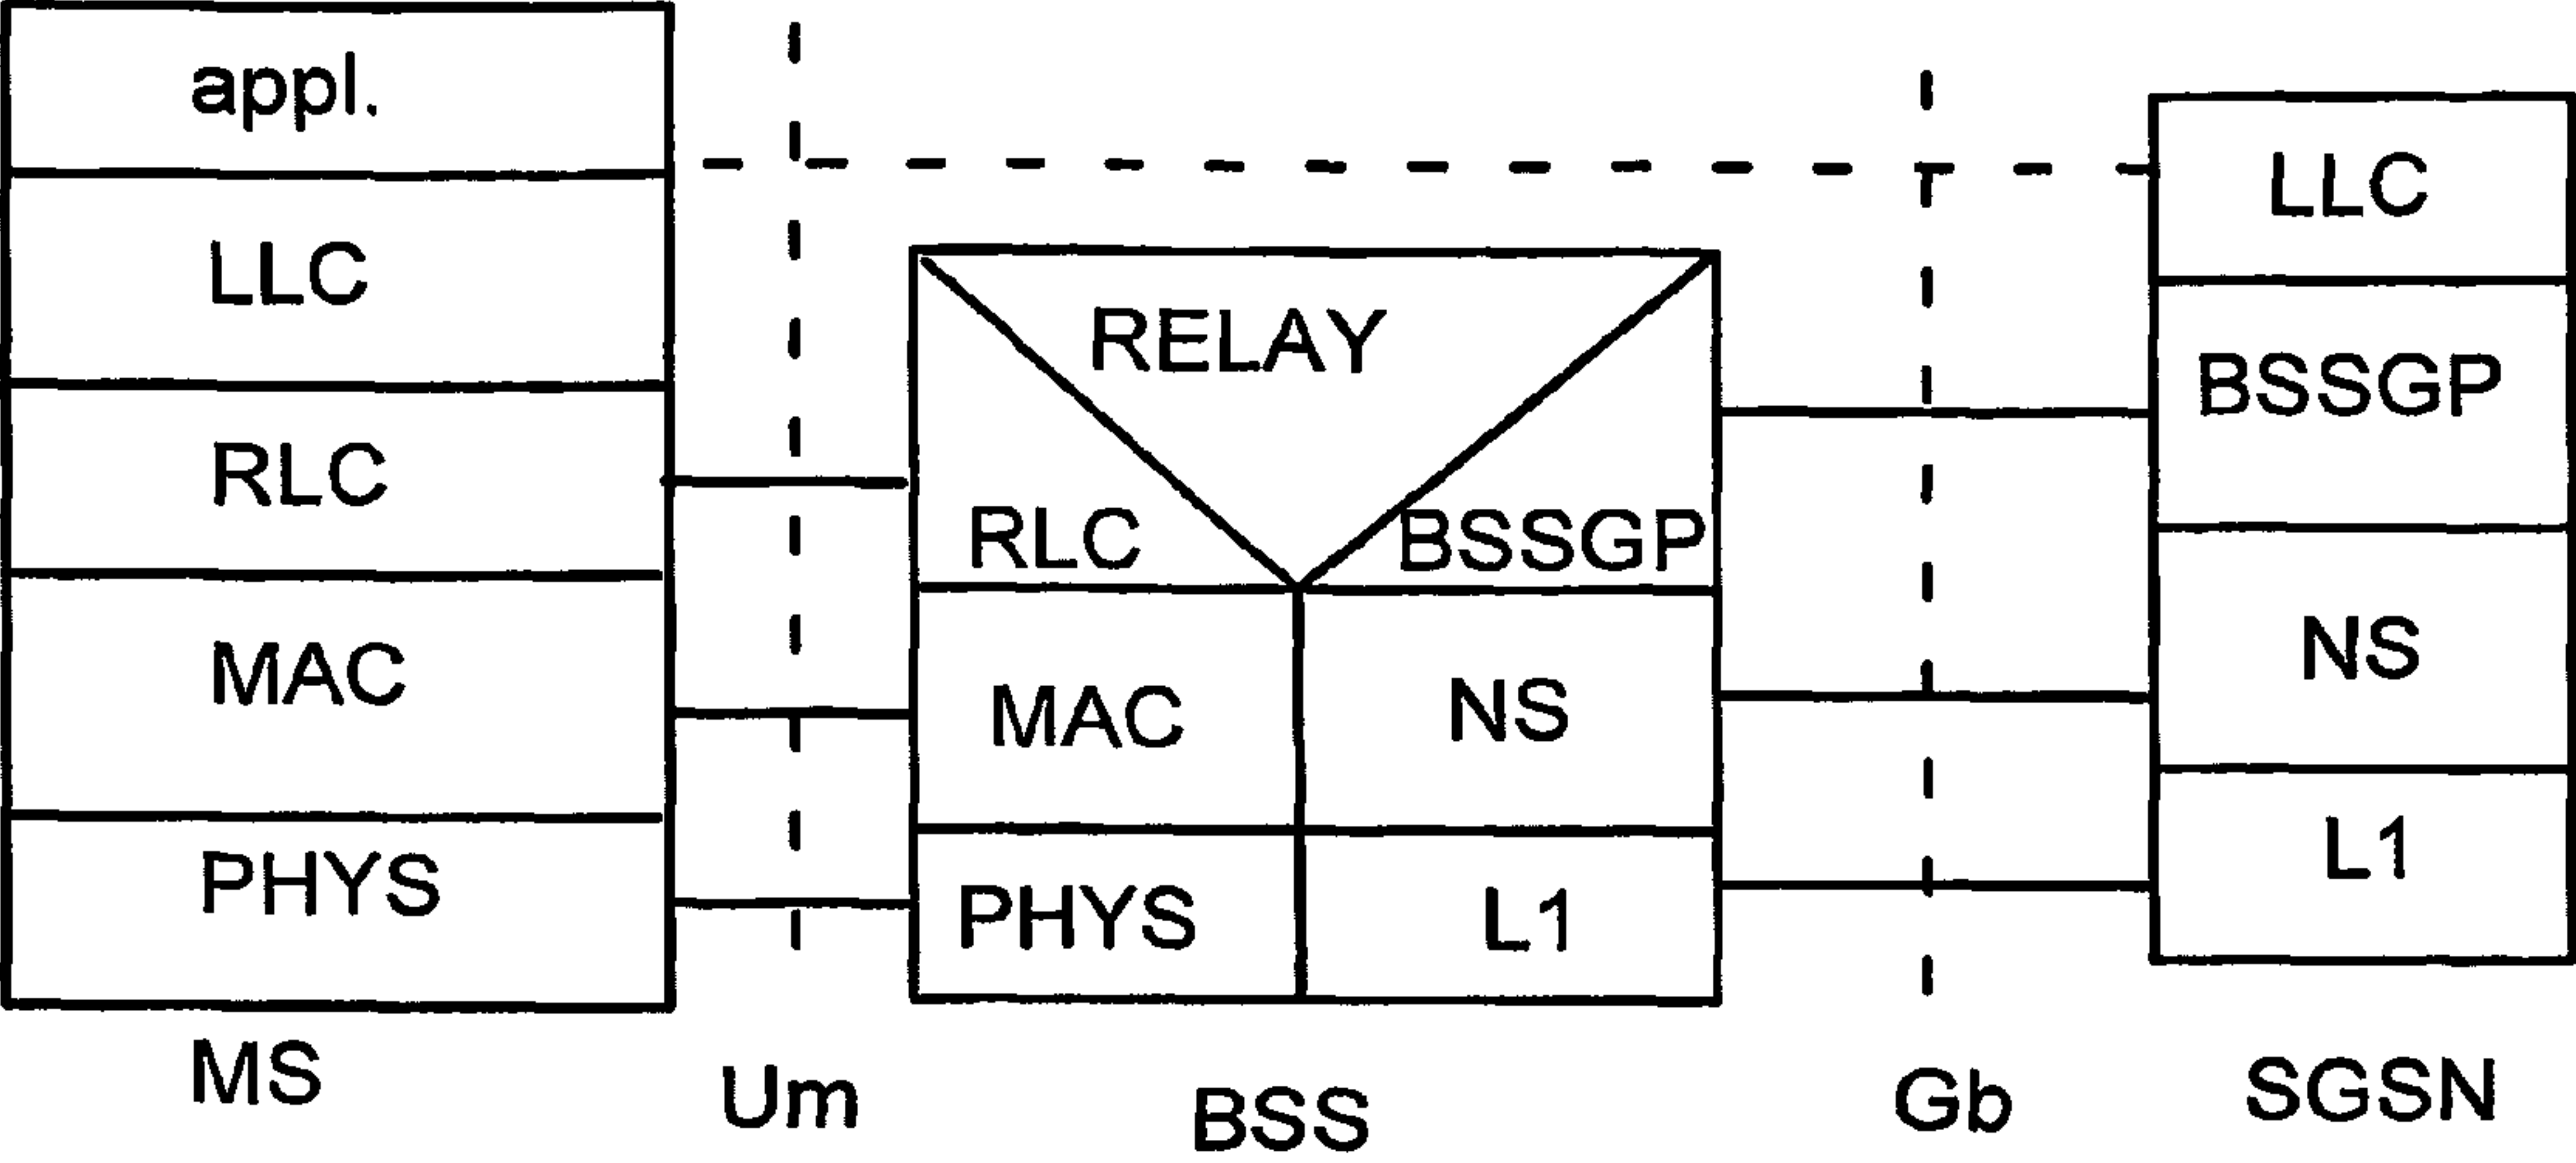 appl.
LLC
RLC
MAC
PHYS
MS
Um
RELAY
RLC
BSSGP
MAC
NS
PHYS
L1
BSS
Gb
LLC
BSSGP
NS
L1
SGSN